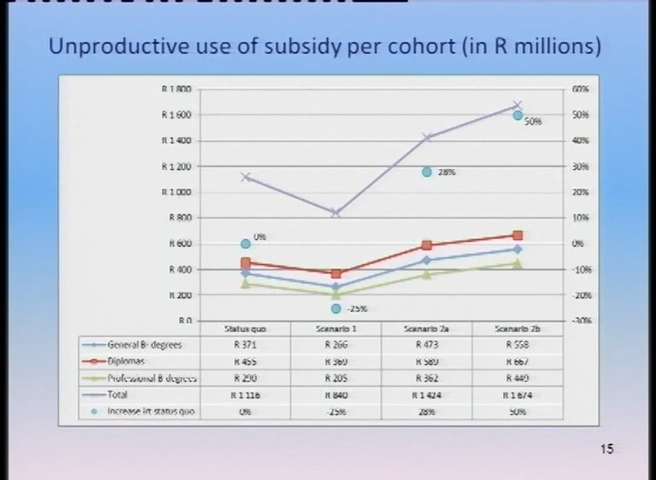 Unproductive use of subsidy per cohort (in R millions)
R 1 800 60%
R 1 600 50%
50%
R 1 400 40%
R 1 200 30%
28%
R 1 000 20%
R 800 10%
0%
R 600 0%
R 400 -10%
R 200 -20%
-25%
R 0 -30%
Status quo Scenario 1 Scenario 2a Scenario 2b
General B- degrees R 371 R 266 R 473 R 558
Diplomas R 455 R 369 R 589 R 667
Professional B degrees R 290 R 205 R 362 R 449
Total R 1 116 R 840 R 1 424 R 1 674
Increase irt status quo 0% -25% 28% 50%
15